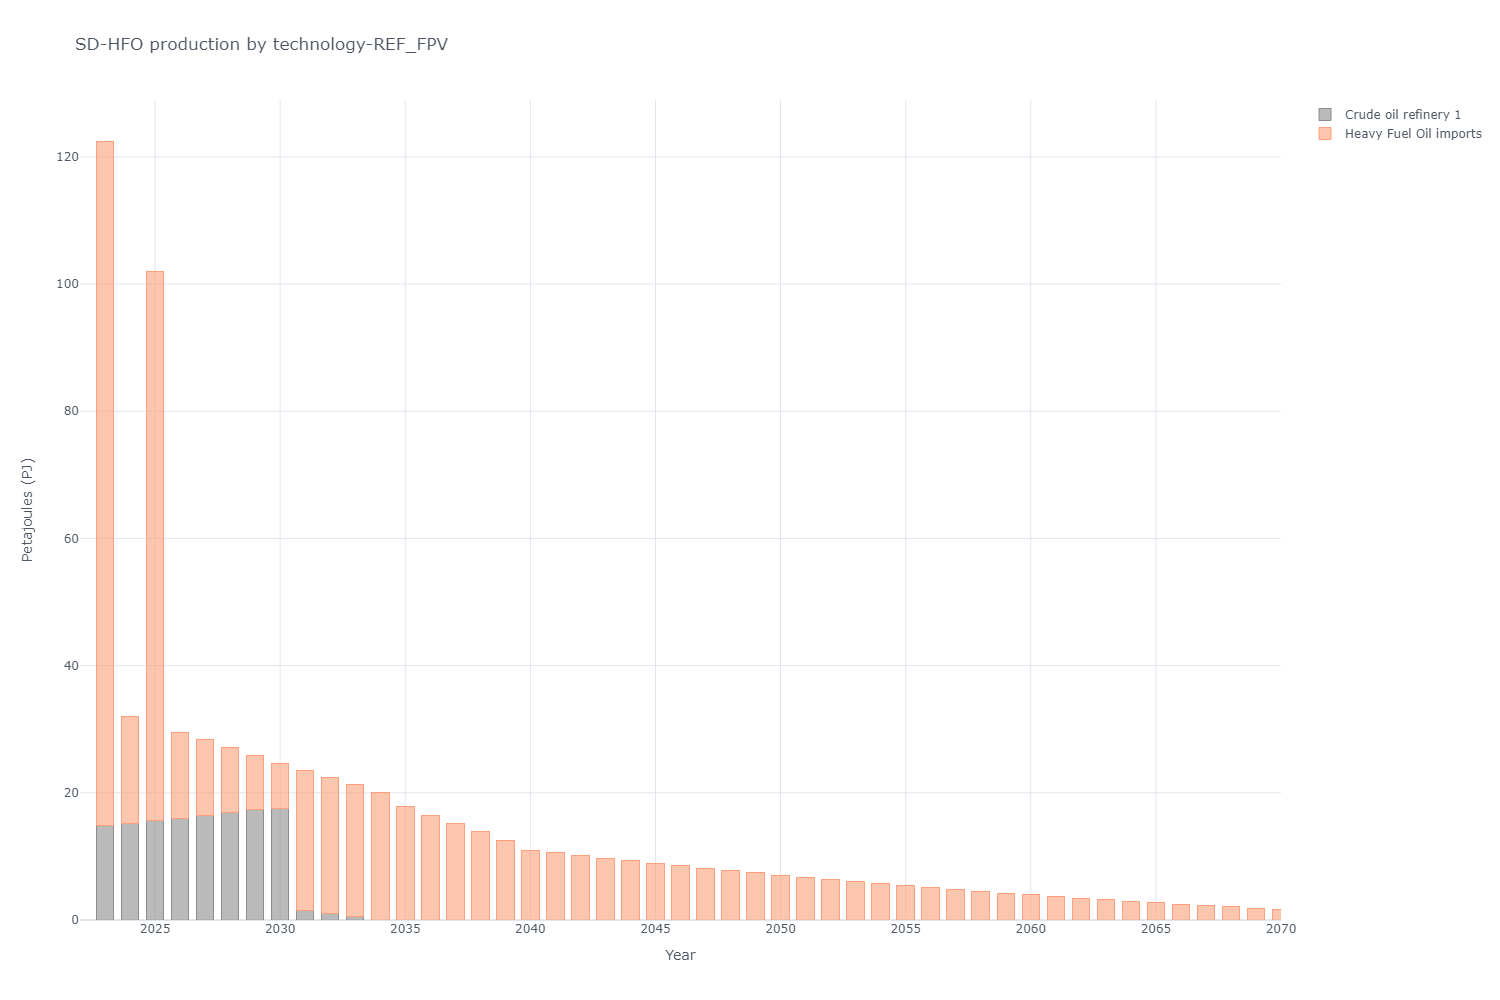 SD-HFO production by technology-REF_FPV
Crude oil refinery 1
Heavy Fuel Oil imports
120
100
80
60
40
20
0
Petajoules (PJ)
2025 2030 2035 2040 2045 2050 2055 2060 2065 2070
Year